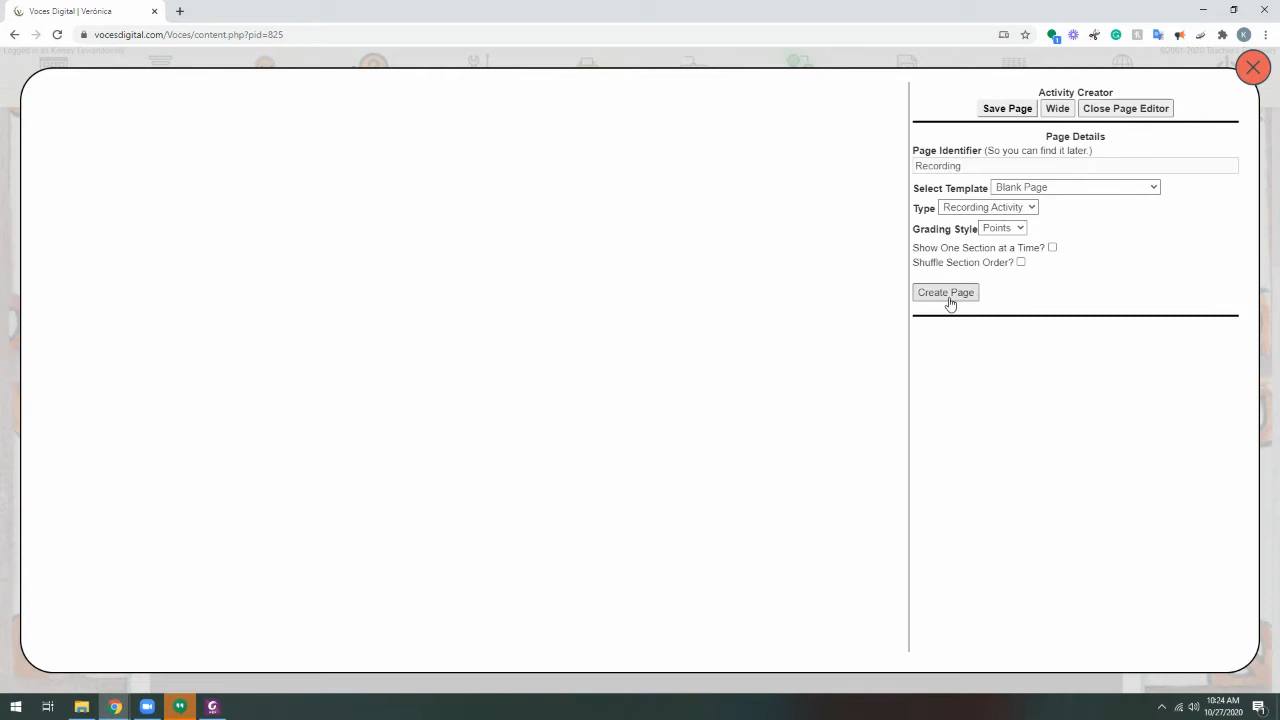 Voces Digital | Verónica
vocesdigital.com/Voces/content.php?pid=825
K
1
Activity Creator
Save Page
Wide
Close Page Editor
Page Details
Page Identifier (So you can find it later.)
Recording
Select Template
Blank Page
Type
Recording Activity
Grading Style
Points
Show One Section at a Time?
Shuffle Section Order?
Create Page
10:24 AM
10/27/2020
1